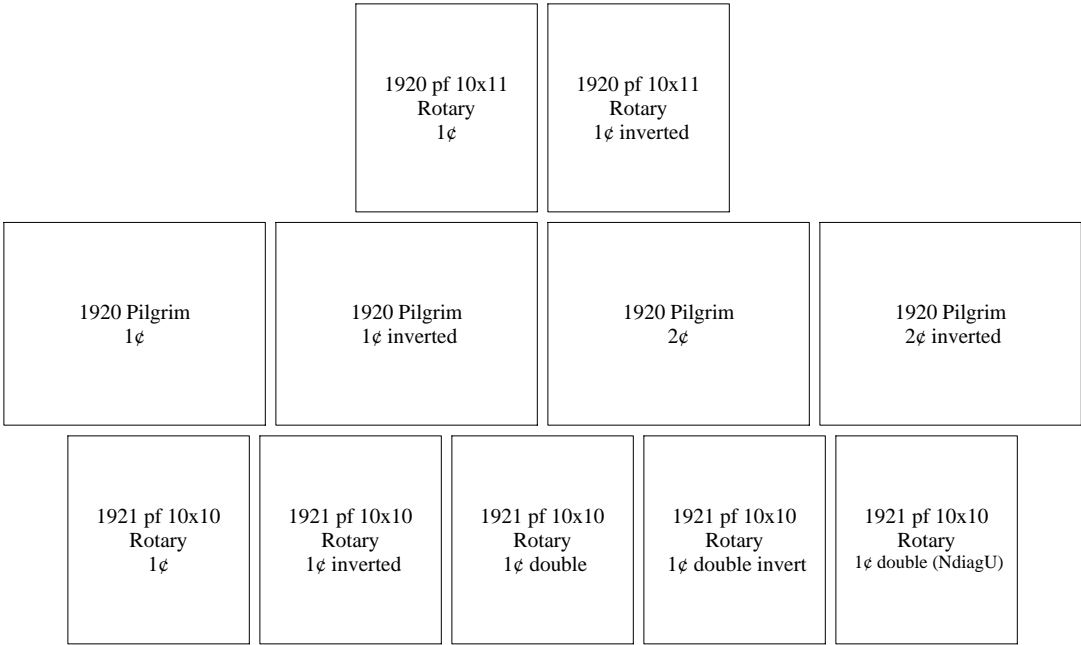 1920 pf 10x11
Rotary
1¢
1920 pf 10x11
Rotary
1¢ inverted
1920 Pilgrim
1¢
1920 Pilgrim
1¢ inverted
1920 Pilgrim
2¢
1920 Pilgrim
2¢ inverted
1921 pf 10x10
Rotary
1¢
1921 pf 10x10
Rotary
1¢ inverted
1921 pf 10x10
Rotary
1¢ double
1921 pf 10x10
Rotary
1¢ double invert
1921 pf 10x10
Rotary
1¢ double (NdiagU)